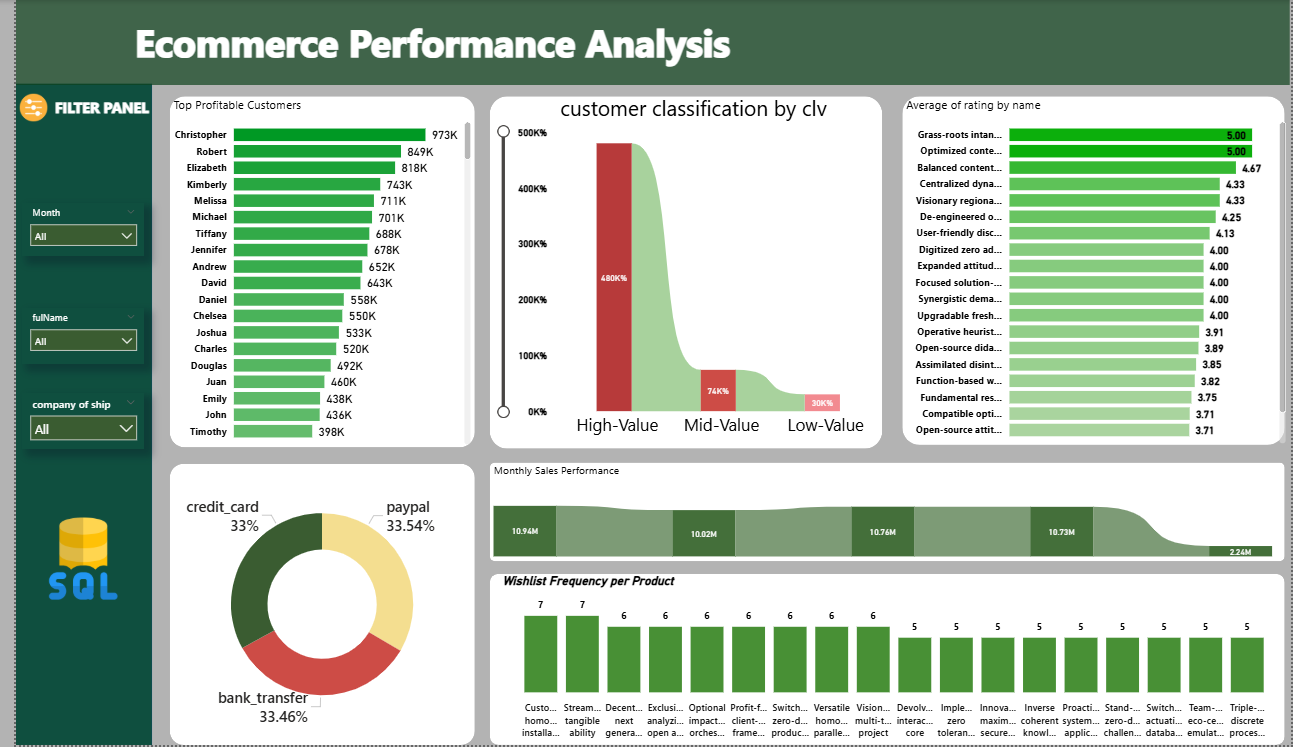 Ecommerce Performance Analysis
FILTER PANEL
Month
All
fulName
All
company of ship
All
SQL
Top Profitable Customers
Christopher 973K
Robert 849K
Elizabeth 818K
Kimberly 743K
Melissa 711K
Michael 701K
Tiffany 688K
Jennifer 678K
Andrew 652K
David 643K
Daniel 558K
Chelsea 550K
Joshua 533K
Charles 520K
Douglas 492K
Juan 460K
Emily 438K
John 436K
Timothy 398K
customer classification by clv
500K%
400K%
300K%
200K%
100K%
0K%
480K%
74K%
30K%
High-Value Mid-Value Low-Value
Average of rating by name
Grass-roots intan... 5.00
Optimized conte... 5.00
Balanced content... 4.67
Centralized dyna... 4.33
Visionary regiona... 4.33
De-engineered o... 4.25
User-friendly disc... 4.13
Digitized zero ad... 4.00
Expanded attitud... 4.00
Focused solution-... 4.00
Synergistic dema... 4.00
Upgradable fresh... 4.00
Operative heurist... 3.91
Open-source dida... 3.89
Assimilated disint... 3.85
Function-based w... 3.82
Fundamental res... 3.75
Compatible opti... 3.71
Open-source attit... 3.71
credit_card
33%
paypal
33.54%
bank_transfer
33.46%
Monthly Sales Performance
10.94M 10.02M 10.76M 10.73M 2.24M
Wishlist Frequency per Product
7 7 6 6 6 6 6 6 6 5 5 5 5 5 5 5 5 5
Custo... Stream... Decent... Exclusi... Optional Profit-f... Switch... Versatile Vision... Devolv... Imple... Innova... Inverse Proacti... Stand-... Switch... Team-... Triple-...
homo... tangible next analyzi... impact... client-... zero-d... homo... multi-t... interac... zero maxim... coherent system... zero-d... actuati... eco-ce... discrete
installa... ability genera... open a... orches... frame... produc... paralle... project core toleran... secure... knowl... applic... challen... databa... emulat... proces...